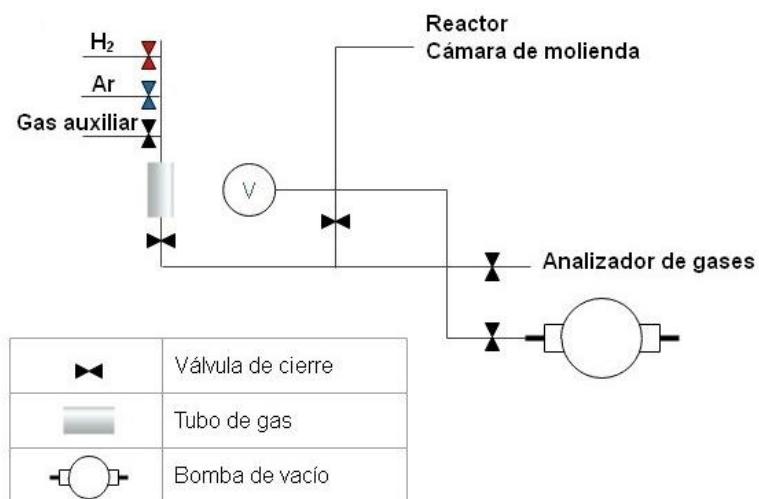 H₂
Ar
Gas auxiliar
Reactor
Cámara de molienda
V
Analizador de gases
Válvula de cierre
Tubo de gas
Bomba de vacío